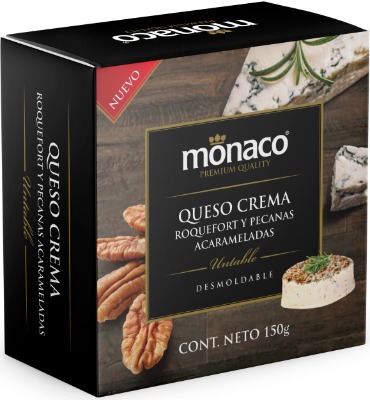 monaco
NUEVO
monaco
PREMIUM QUALITY
QUESO CREMA
ROQUEFORT Y PECANAS
ACARAMELADAS
Untable
DESMOLDABLE
CONT. NETO 150g
QUESO CREMA
ROQUEFORT Y PECANAS ACARAMELADAS
Untable